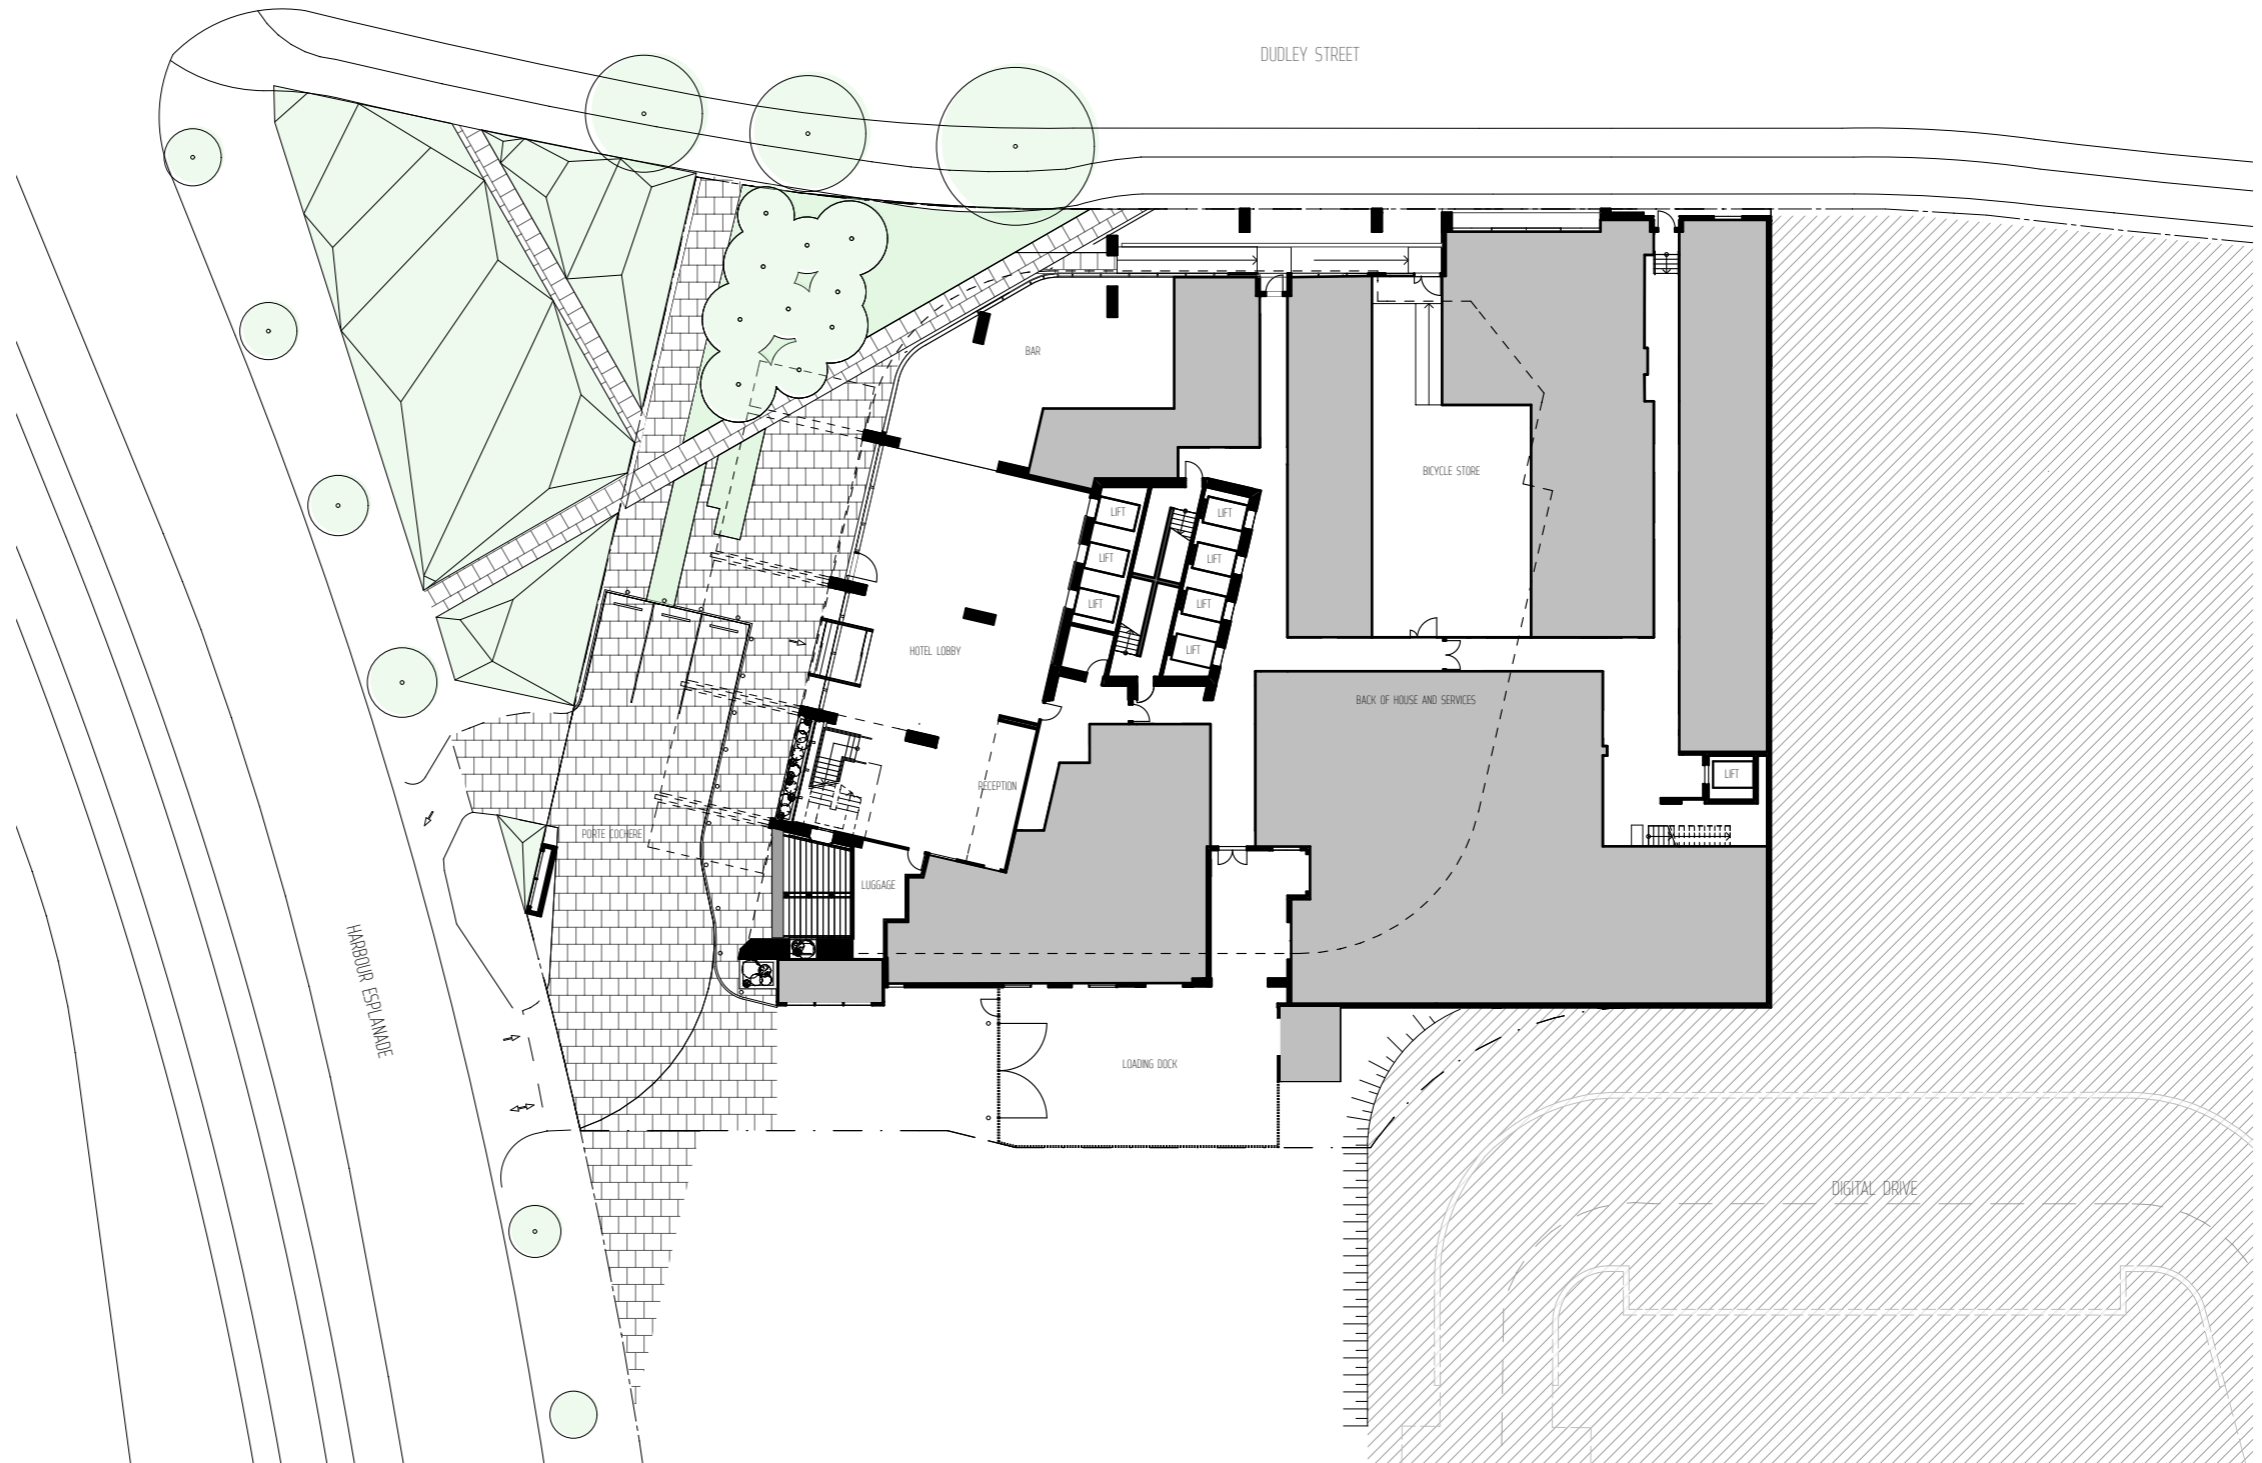 DUDLEY STREET
BAR
BICYCLE STORE
LIFT
LIFT
LIFT
LIFT
LIFT
LIFT
LIFT
HOTEL LOBBY
BACK OF HOUSE AND SERVICES
LIFT
RECEPTION
PORTE COCHERE
LUGGAGE
HARBOUR ESPLANADE
LOADING DOCK
DIGITAL DRIVE